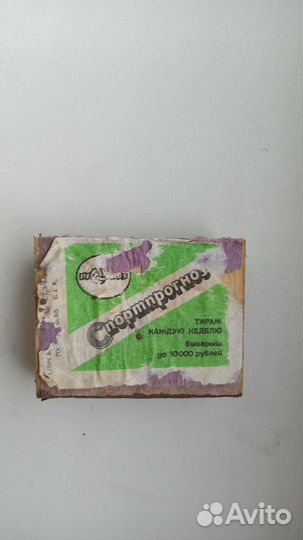 Спортпрогноз
ТИРАЖ
КАЖДУЮ НЕДЕЛЮ
Выигрыш
до 10000 рублей
Avito